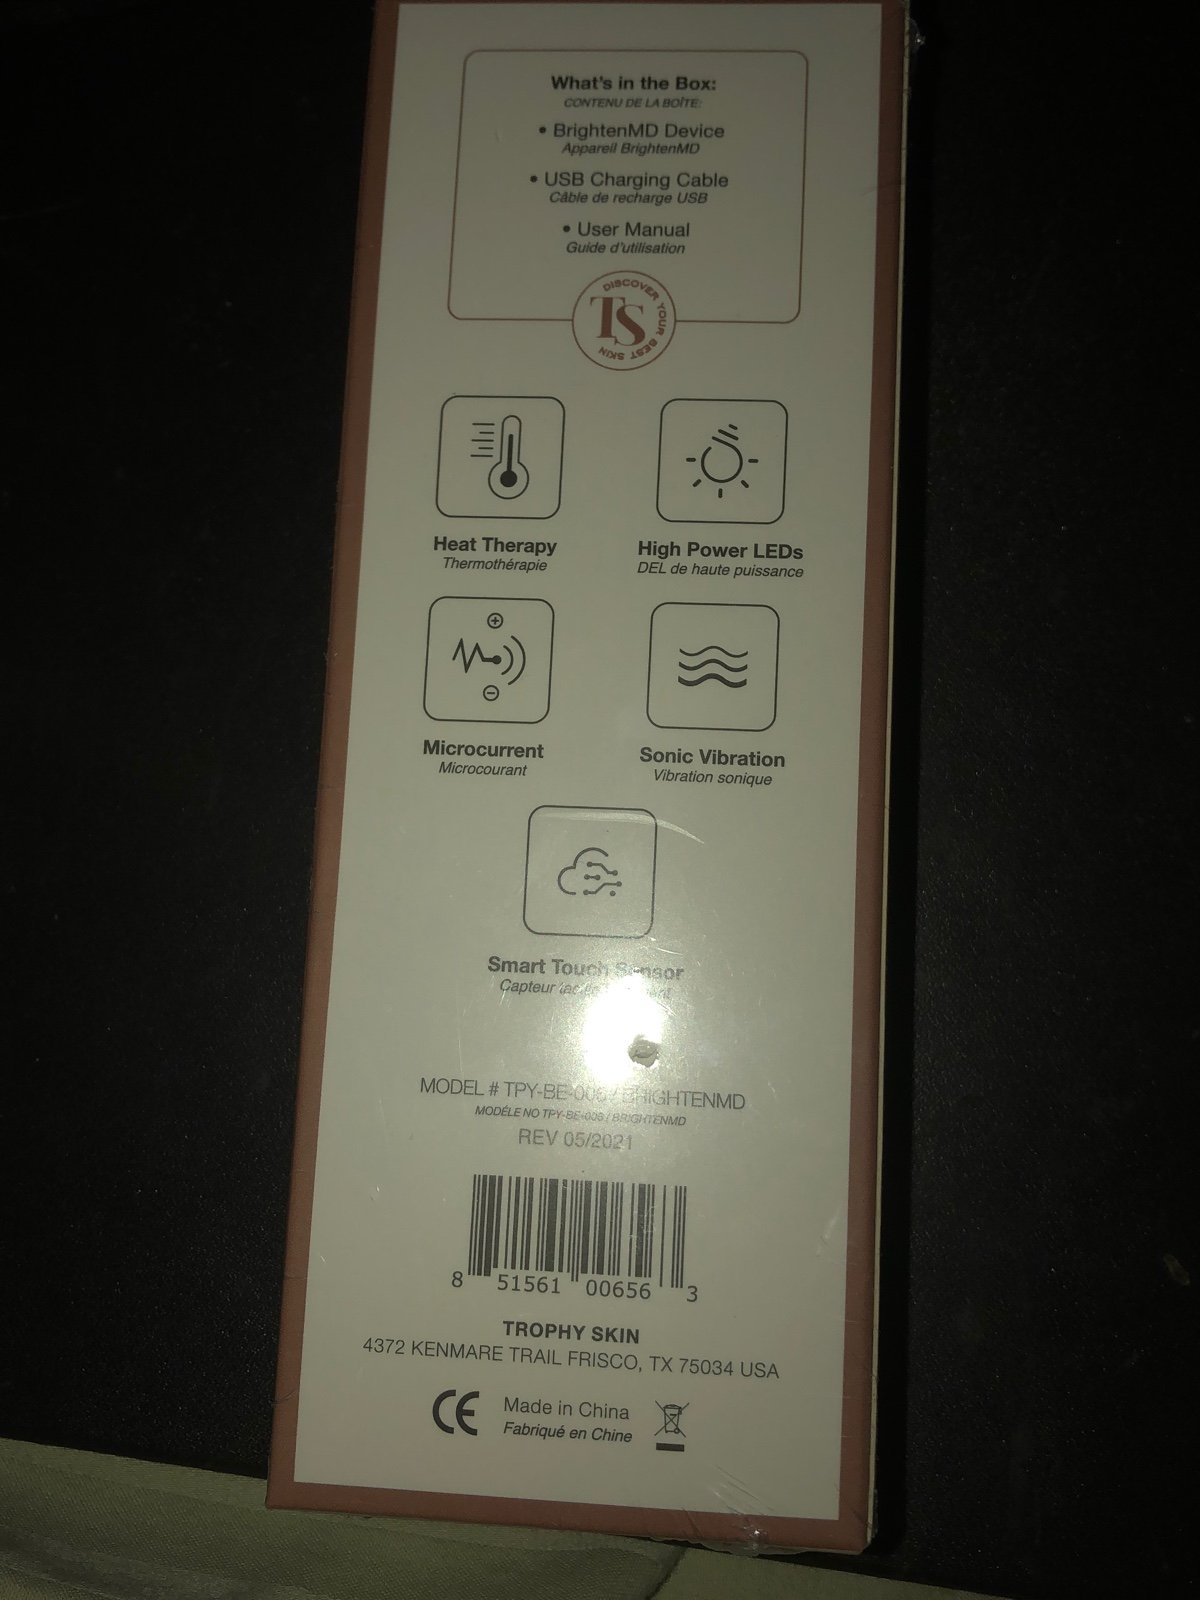 What's in the Box:
CONTENU DE LA BOÎTE:
• BrightenMD Device
Appareil BrightenMD
• USB Charging Cable
Câble de recharge USB
• User Manual
Guide d'utilisation
DISCOVER YOUR BEST SKIN
TS
Heat Therapy
Thermothérapie
High Power LEDs
DEL de haute puissance
Microcurrent
Microcourant
Sonic Vibration
Vibration sonique
Smart Touch Sensor
Capteur
MODEL # TPY-BE-006 / BRIGHTENMD
MODÉLE NO TPY-BE-006 / BRIGHTENMD
REV 05/2021
8 51561 00656 3
TROPHY SKIN
4372 KENMARE TRAIL FRISCO, TX 75034 USA
CE
Made in China
Fabriqué en Chine